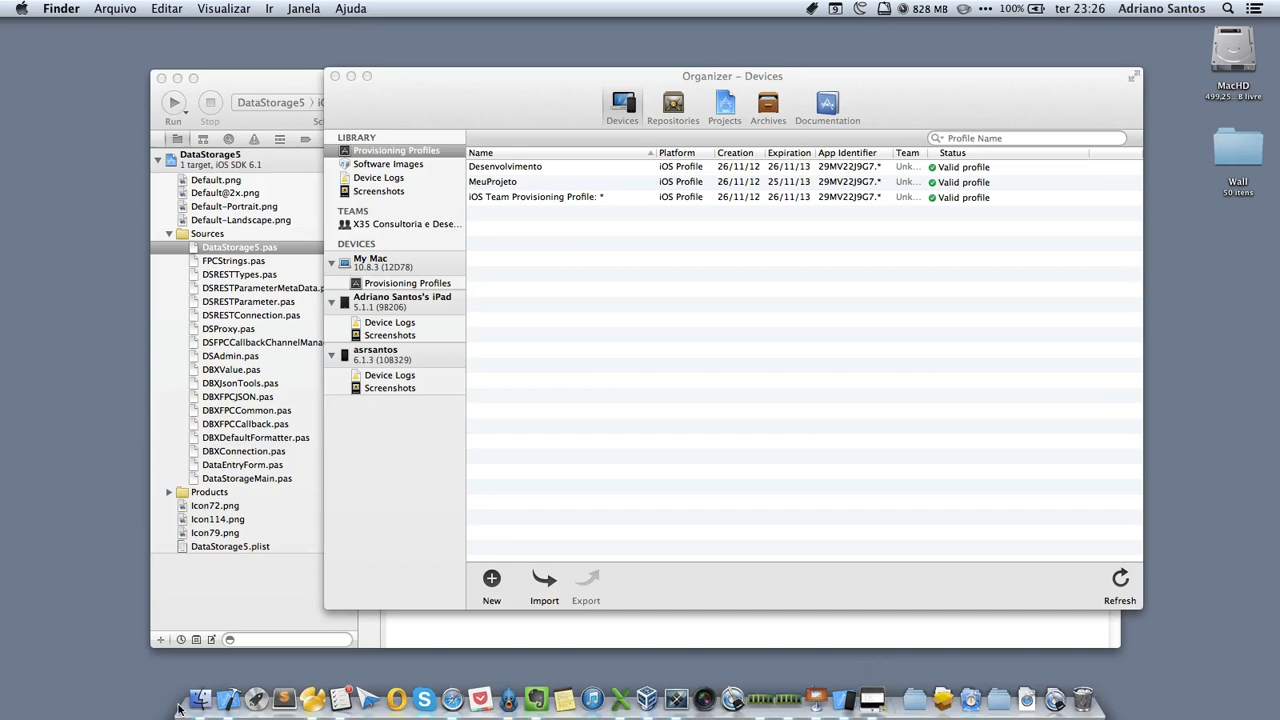 Finder Arquivo Editar Visualizar Ir Janela Ajuda 9 828 MB 100% ter 23:26 Adriano Santos
MacHD
499,25... B livre
Wall
50 itens
Run
Stop
DataStorage5
DataStorage5
1 target, iOS SDK 6.1
Default.png
Default@2x.png
Default-Portrait.png
Default-Landscape.png
Sources
DataStorage5.pas
FPCStrings.pas
DSRESTTypes.pas
DSRESTParameterMetaData.p
DSRESTParameter.pas
DSRESTConnection.pas
DSProxy.pas
DSFPCCallbackChannelMana
DSAdmin.pas
DBXValue.pas
DBXJsonTools.pas
DBXFPCJSON.pas
DBXFPCCommon.pas
DBXFPCCallback.pas
DBXDefaultFormatter.pas
DBXConnection.pas
DataEntryForm.pas
DataStorageMain.pas
Products
Icon72.png
Icon114.png
Icon79.png
DataStorage5.plist
Organizer – Devices
Devices Repositories Projects Archives Documentation
LIBRARY
Provisioning Profiles
Software Images
Device Logs
Screenshots
TEAMS
X35 Consultoria e Dese...
DEVICES
My Mac
10.8.3 (12D78)
Provisioning Profiles
Adriano Santos's iPad
5.1.1 (9B206)
Device Logs
Screenshots
asrsantos
6.1.3 (10B329)
Device Logs
Screenshots
Profile Name
Name Platform Creation Expiration App Identifier Team Status
Desenvolvimento iOS Profile 26/11/12 26/11/13 29MV22J9G7.* Unk... Valid profile
MeuProjeto iOS Profile 26/11/12 25/11/13 29MV22J9G7.* Unk... Valid profile
iOS Team Provisioning Profile: * iOS Profile 26/11/12 26/11/13 29MV22J9G7.* Unk... Valid profile
New Import Export Refresh